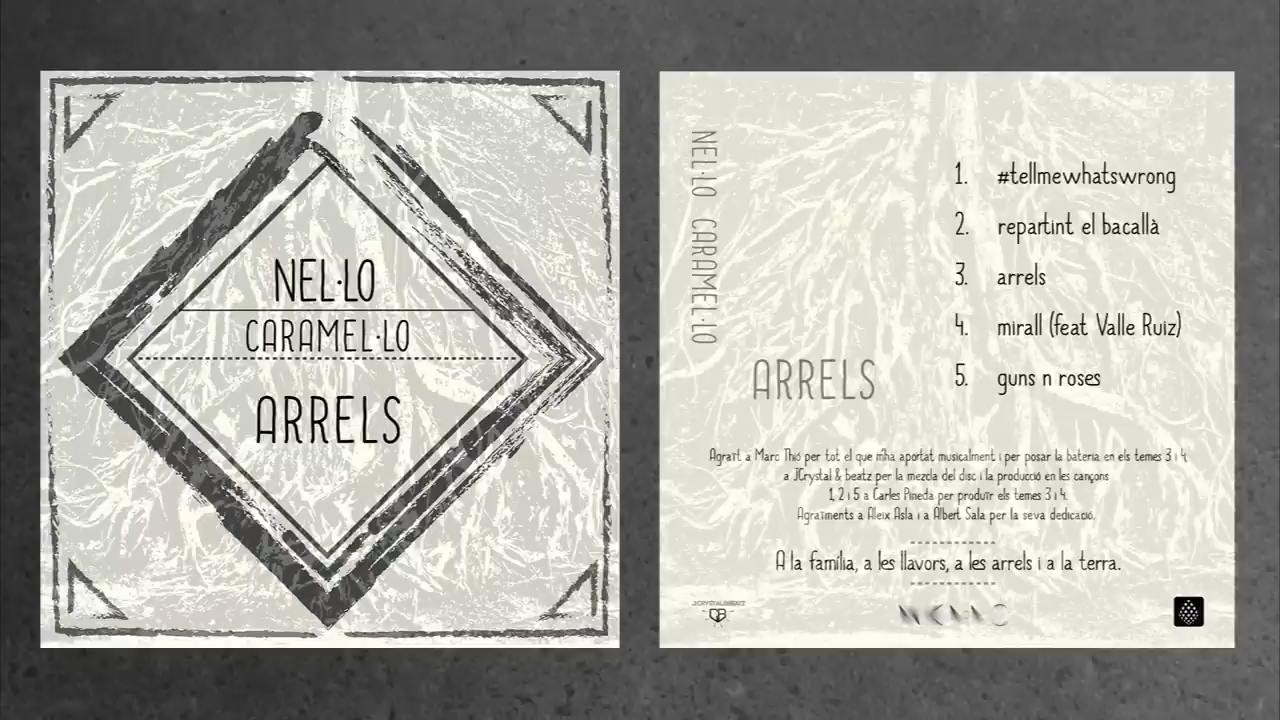 NEL·LO
CARAMEL·LO
ARRELS
NEL·LO CARAMEL·LO
ARRELS
1. #tellmewhatswrong
2. repartint el bacallà
3. arrels
4. mirall (feat Valle Ruiz)
5. guns n roses
Agraït a Marc Thió per tot el que m'ha aportat musicalment i per posar la bateria en els temes 3 i 4
a JCrystal & beatz per la mezcla del disc i la producció en les cançons
1, 2 i 5 a Carles Pineda per produïr els temes 3 i 4.
Agraïments a Aleix Asla i a Albert Sala per la seva dedicació.
A la família, a les llavors, a les arrels i a la terra.
JCRYSTAL&BEATZ